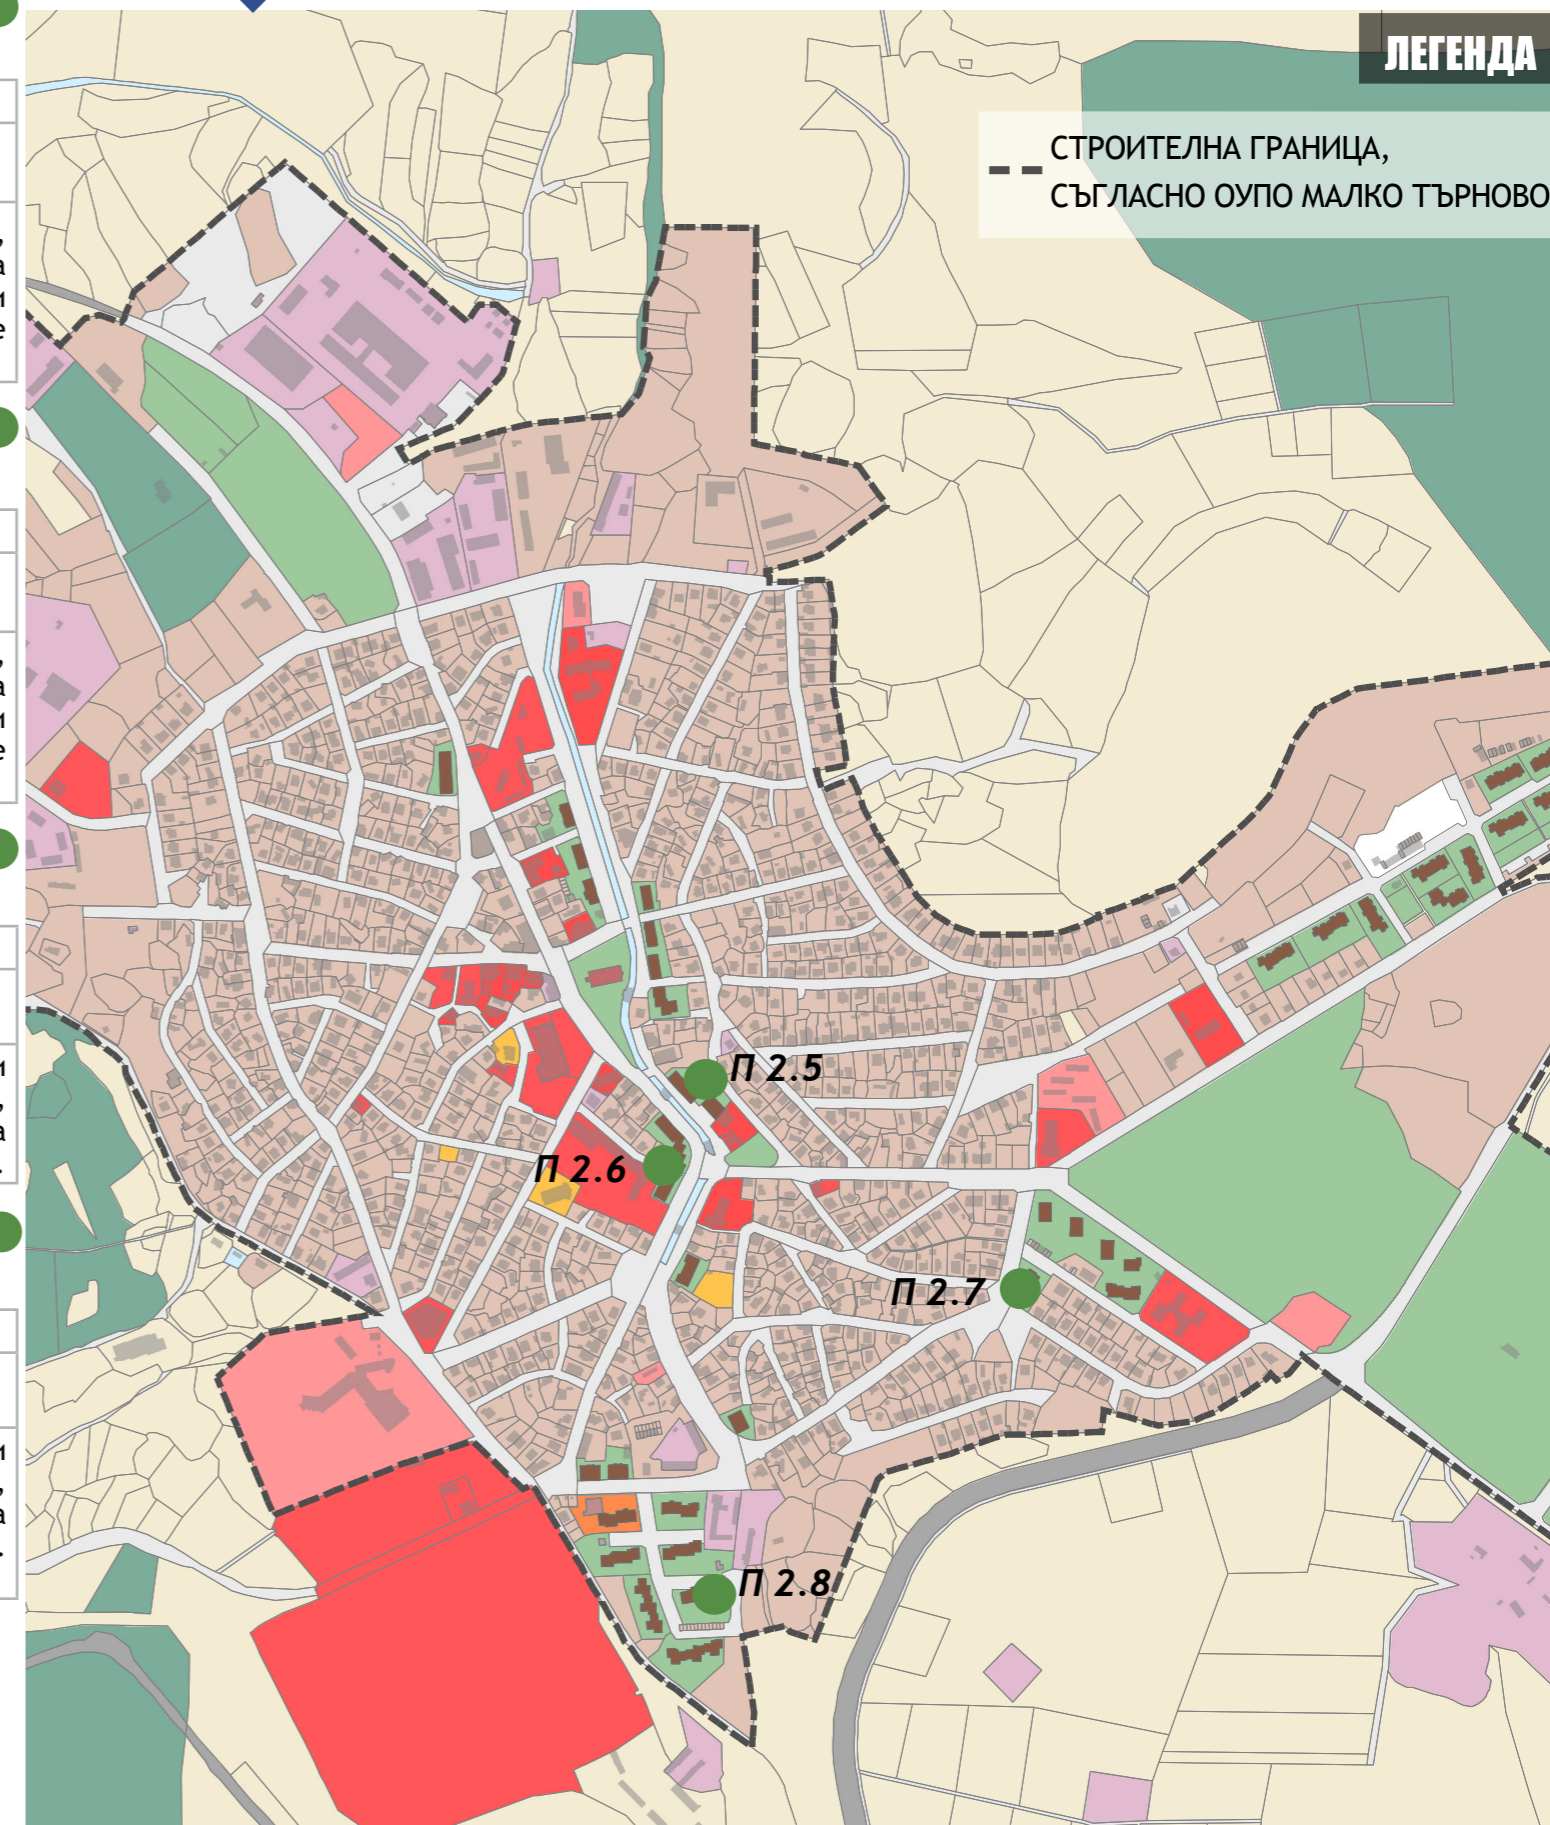 ЛЕГЕНДА
СТРОИТЕЛНА ГРАНИЦА,
СЪГЛАСНО ОУПО МАЛКО ТЪРНОВО
,
а
и
е
,
а
и
е
и
,
а
.
и
,
а
.
П 2.5
П 2.6
П 2.7
П 2.8